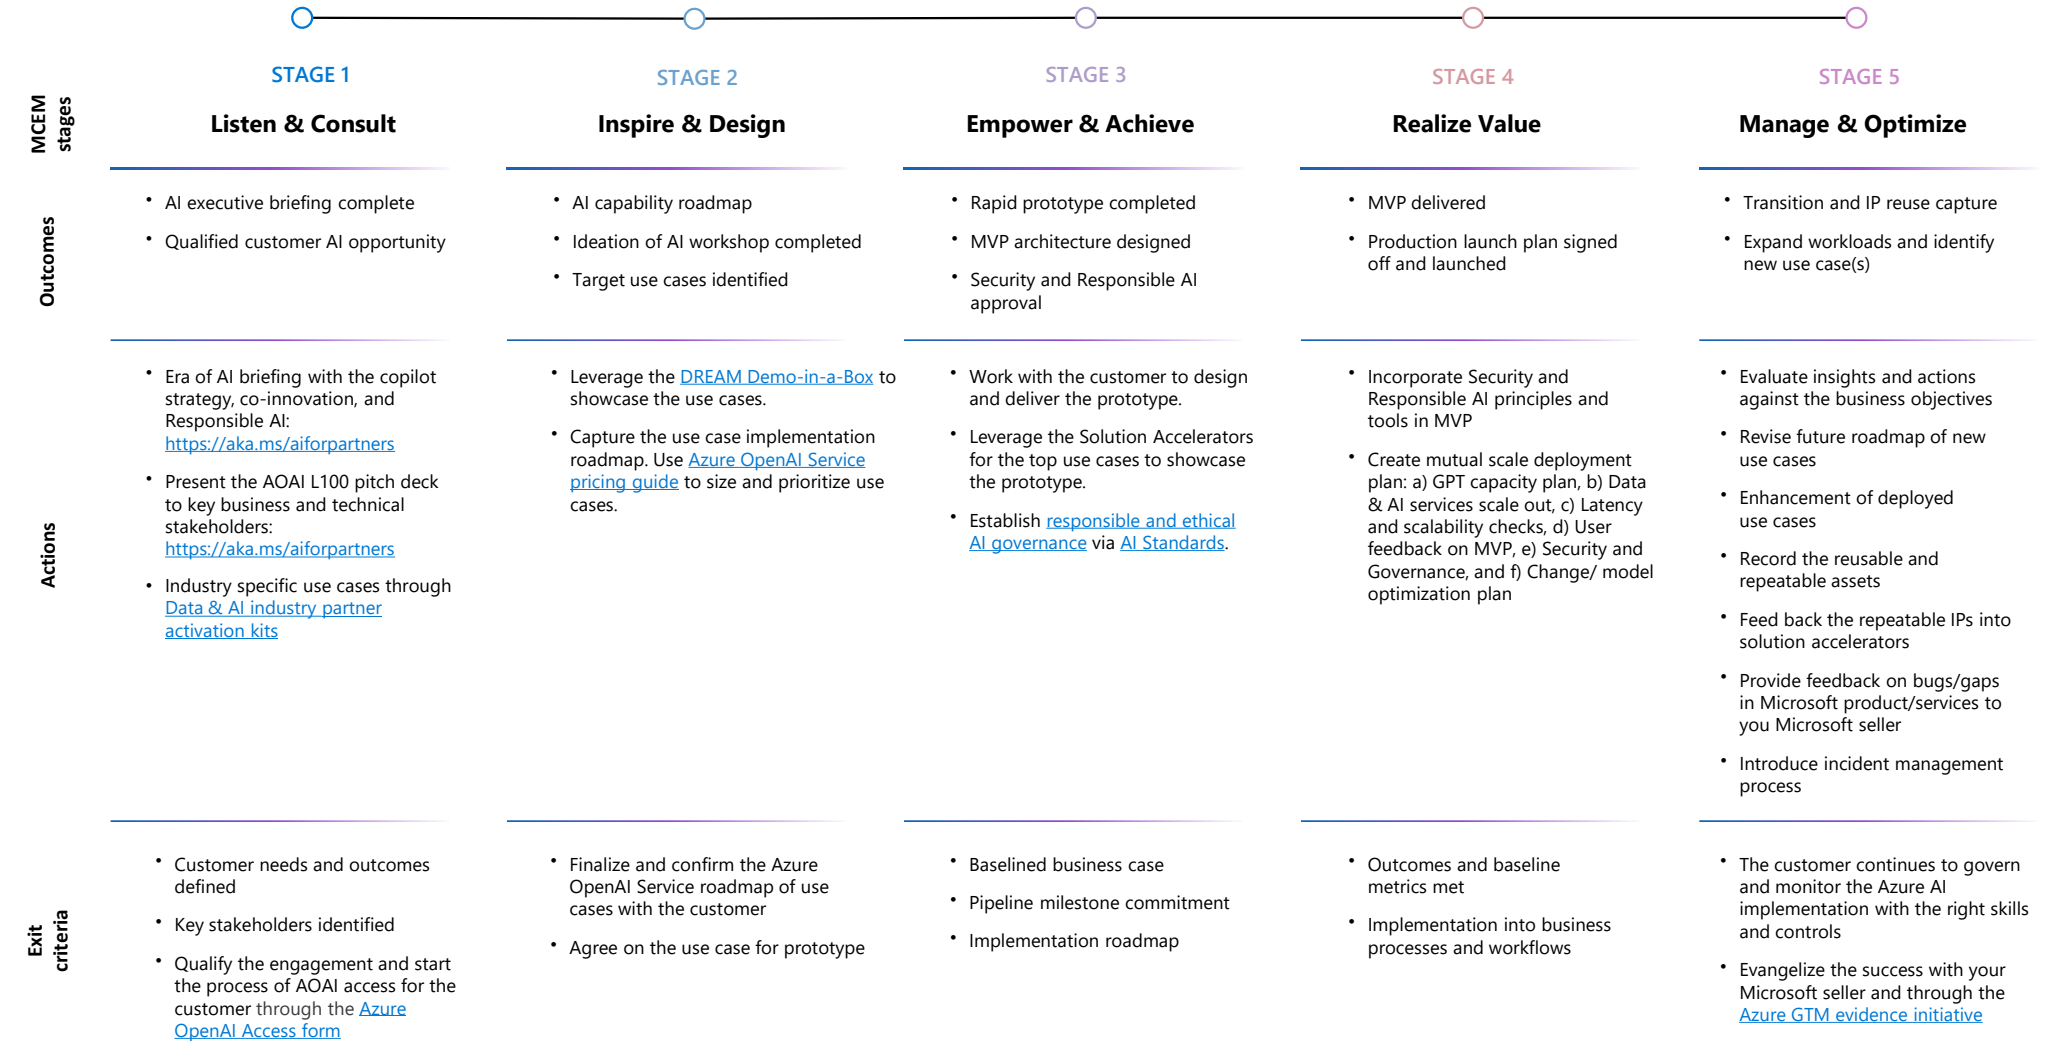 STAGE 1
STAGE 2
STAGE 3
STAGE 4
STAGE 5
MCEM
stages
Listen & Consult
Inspire & Design
Empower & Achieve
Realize Value
Manage & Optimize
Outcomes
• AI executive briefing complete
• Qualified customer AI opportunity
• AI capability roadmap
• Ideation of AI workshop completed
• Target use cases identified
• Rapid prototype completed
• MVP architecture designed
• Security and Responsible AI
approval
• MVP delivered
• Production launch plan signed
off and launched
• Transition and IP reuse capture
• Expand workloads and identify
new use case(s)
Actions
• Era of AI briefing with the copilot
strategy, co-innovation, and
Responsible AI:
https://aka.ms/aiforpartners
• Present the AOAI L100 pitch deck
to key business and technical
stakeholders:
https://aka.ms/aiforpartners
• Industry specific use cases through
Data & AI industry partner
activation kits
• Leverage the DREAM Demo-in-a-Box to
showcase the use cases.
• Capture the use case implementation
roadmap. Use Azure OpenAI Service
pricing guide to size and prioritize use
cases.
• Work with the customer to design
and deliver the prototype.
• Leverage the Solution Accelerators
for the top use cases to showcase
the prototype.
• Establish responsible and ethical
AI governance via AI Standards.
• Incorporate Security and
Responsible AI principles and
tools in MVP
• Create mutual scale deployment
plan: a) GPT capacity plan, b) Data
& AI services scale out, c) Latency
and scalability checks, d) User
feedback on MVP, e) Security and
Governance, and f) Change/ model
optimization plan
• Evaluate insights and actions
against the business objectives
• Revise future roadmap of new
use cases
• Enhancement of deployed
use cases
• Record the reusable and
repeatable assets
• Feed back the repeatable IPs into
solution accelerators
• Provide feedback on bugs/gaps
in Microsoft product/services to
you Microsoft seller
• Introduce incident management
process
Exit
criteria
• Customer needs and outcomes
defined
• Key stakeholders identified
• Qualify the engagement and start
the process of AOAI access for the
customer through the Azure
OpenAI Access form
• Finalize and confirm the Azure
OpenAI Service roadmap of use
cases with the customer
• Agree on the use case for prototype
• Baselined business case
• Pipeline milestone commitment
• Implementation roadmap
• Outcomes and baseline
metrics met
• Implementation into business
processes and workflows
• The customer continues to govern
and monitor the Azure AI
implementation with the right skills
and controls
• Evangelize the success with your
Microsoft seller and through the
Azure GTM evidence initiative